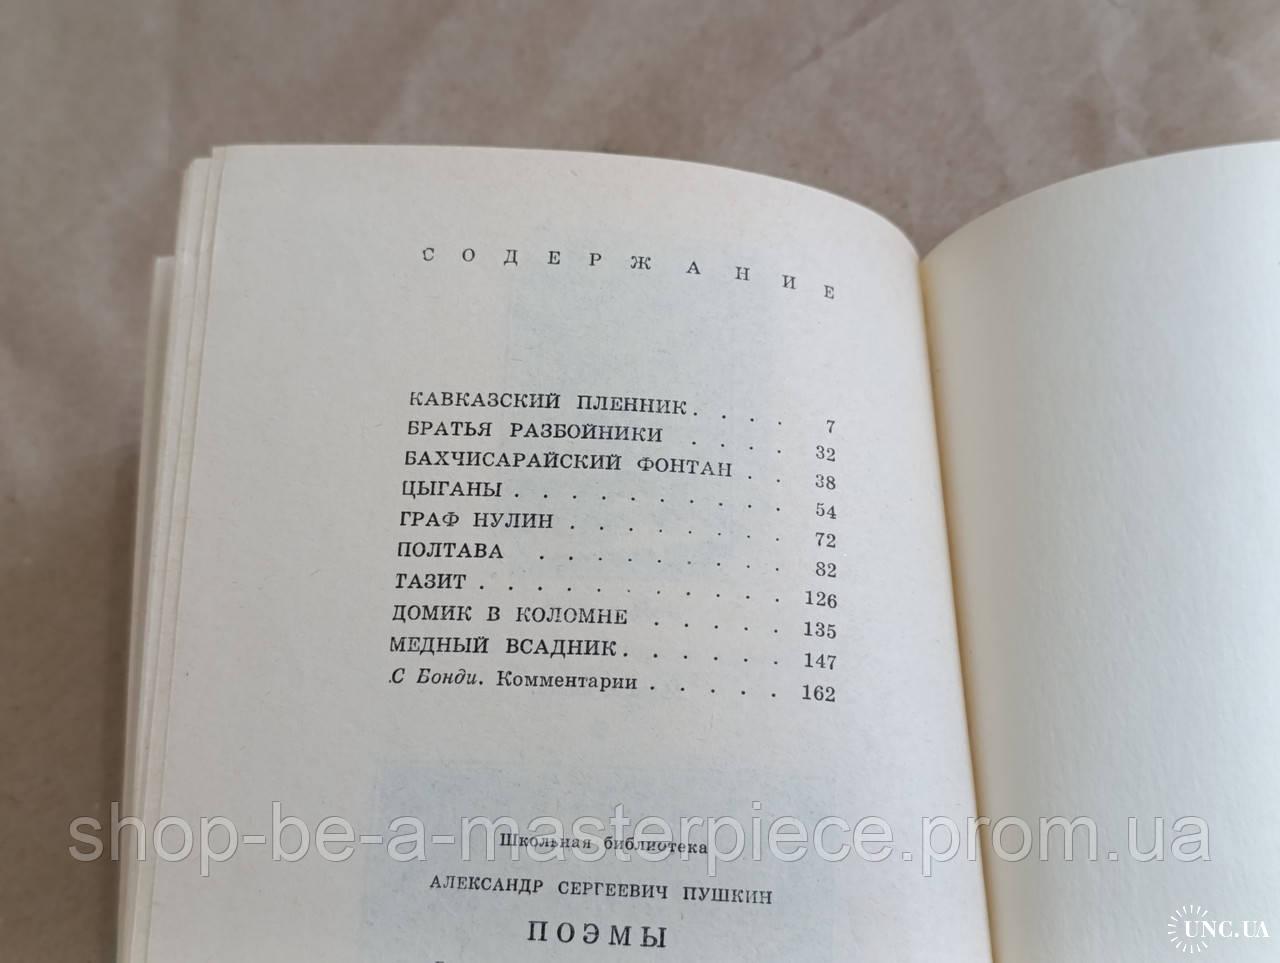 СОДЕРЖАНИЕ
КАВКАЗСКИЙ ПЛЕННИК. . . . 7
БРАТЬЯ РАЗБОЙНИКИ . . . . 32
БАХЧИСАРАЙСКИЙ ФОНТАН . . 38
ЦЫГАНЫ . . . . . . . . . . 54
ГРАФ НУЛИН . . . . . . . . 72
ПОЛТАВА . . . . . . . . . 82
ТАЗИТ . . . . . . . . . . . 126
ДОМИК В КОЛОМНЕ . . . . . 135
МЕДНЫЙ ВСАДНИК. . . . . . 147
С Бонди. Комментарии . . . . . 162
shop-be-a-masterpiece.prom.ua
Школьная библиотека
АЛЕКСАНДР СЕРГЕЕВИЧ ПУШКИН
ПОЭМЫ
UNC.UA